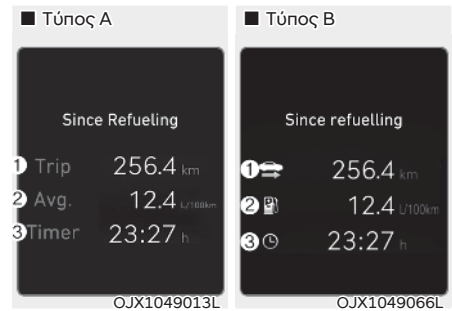 ■ Τύπος A
Since Refueling
1 Trip 256.4 km
2 Avg. 12.4 L/100km
3 Timer 23:27 h
OJX1049013L
■ Τύπος B
Since refuelling
1 256.4 km
2 12.4 L/100km
3 23:27 h
OJX1049066L